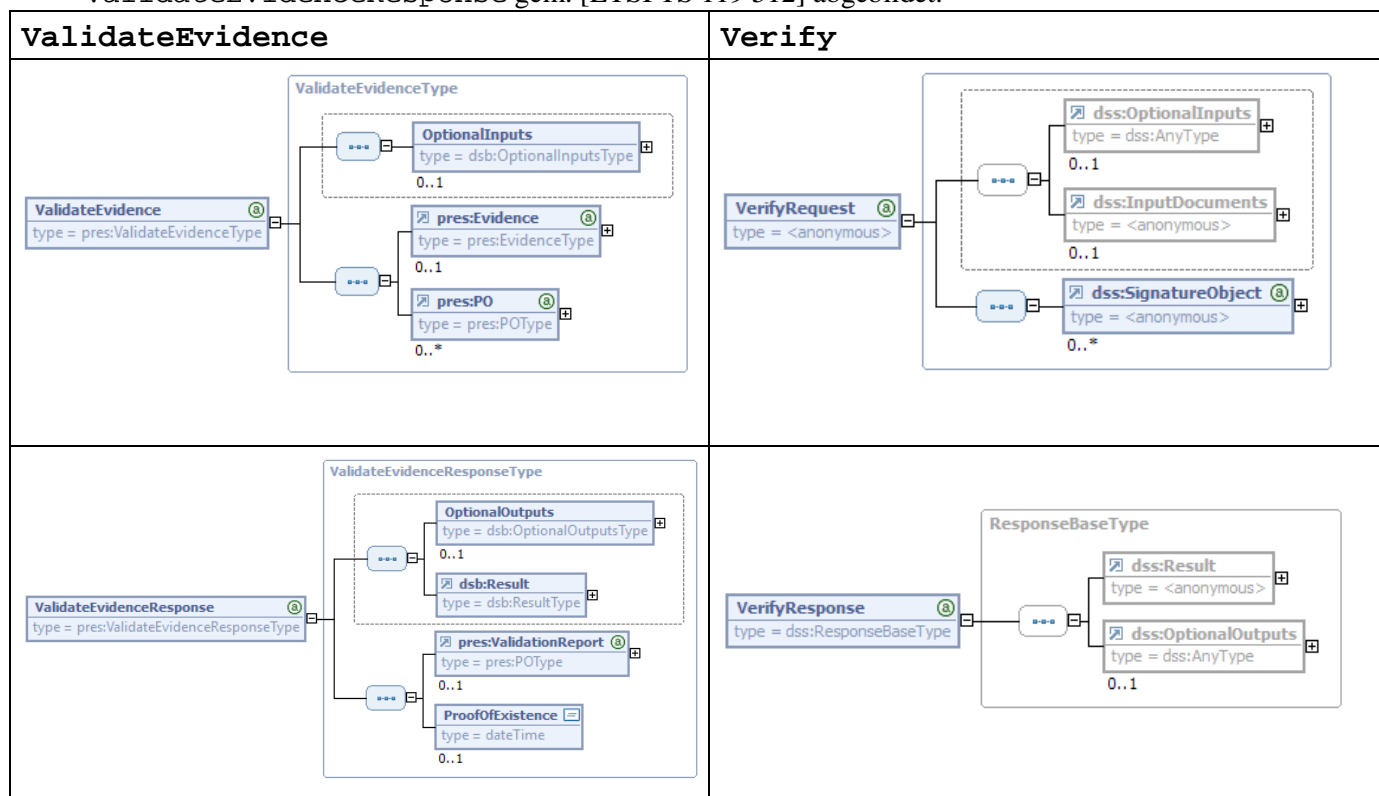 ValidateEvidenceResponse gem. [ETSI TS 119 512] abgebildet.
ValidateEvidence
Verify
ValidateEvidenceType
OptionalInputs
type = dsb:OptionalInputsType
0..1
ValidateEvidence
type = pres:ValidateEvidenceType
pres:Evidence
type = pres:EvidenceType
0..1
pres:PO
type = pres:POType
0..*
dss:OptionalInputs
type = dss:AnyType
0..1
VerifyRequest
type = <anonymous>
dss:InputDocuments
type = <anonymous>
0..1
dss:SignatureObject
type = <anonymous>
0..*
ValidateEvidenceResponseType
OptionalOutputs
type = dsb:OptionalOutputsType
0..1
dsb:Result
type = dsb:ResultType
ValidateEvidenceResponse
type = pres:ValidateEvidenceResponseType
pres:ValidationReport
type = pres:POType
0..1
ProofOfExistence
type = dateTime
0..1
ResponseBaseType
dss:Result
type = <anonymous>
VerifyResponse
type = dss:ResponseBaseType
dss:OptionalOutputs
type = dss:AnyType
0..1